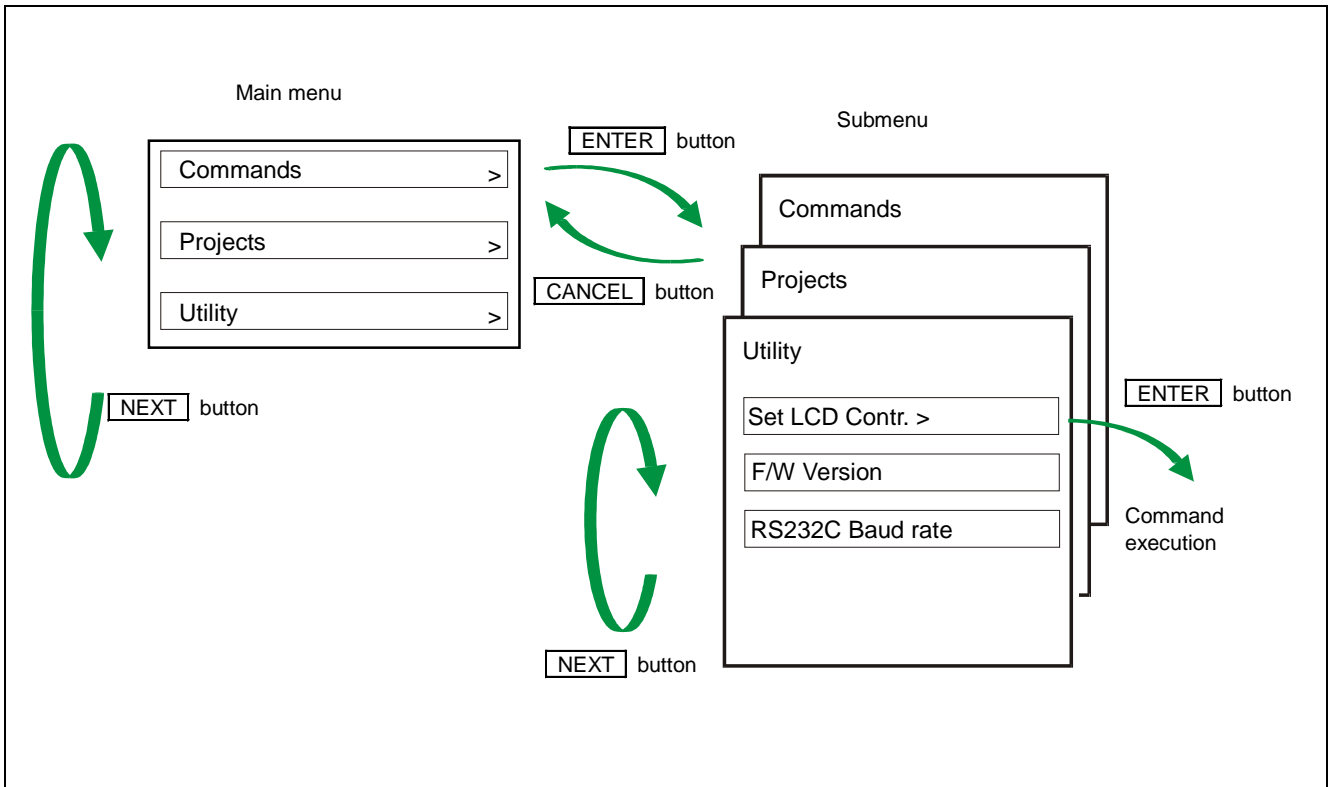 Main menu
Commands >
Projects >
Utility >
NEXT button
ENTER button
CANCEL button
Submenu
Commands
Projects
Utility
Set LCD Contr. >
F/W Version
RS232C Baud rate
NEXT button
ENTER button
Command
execution